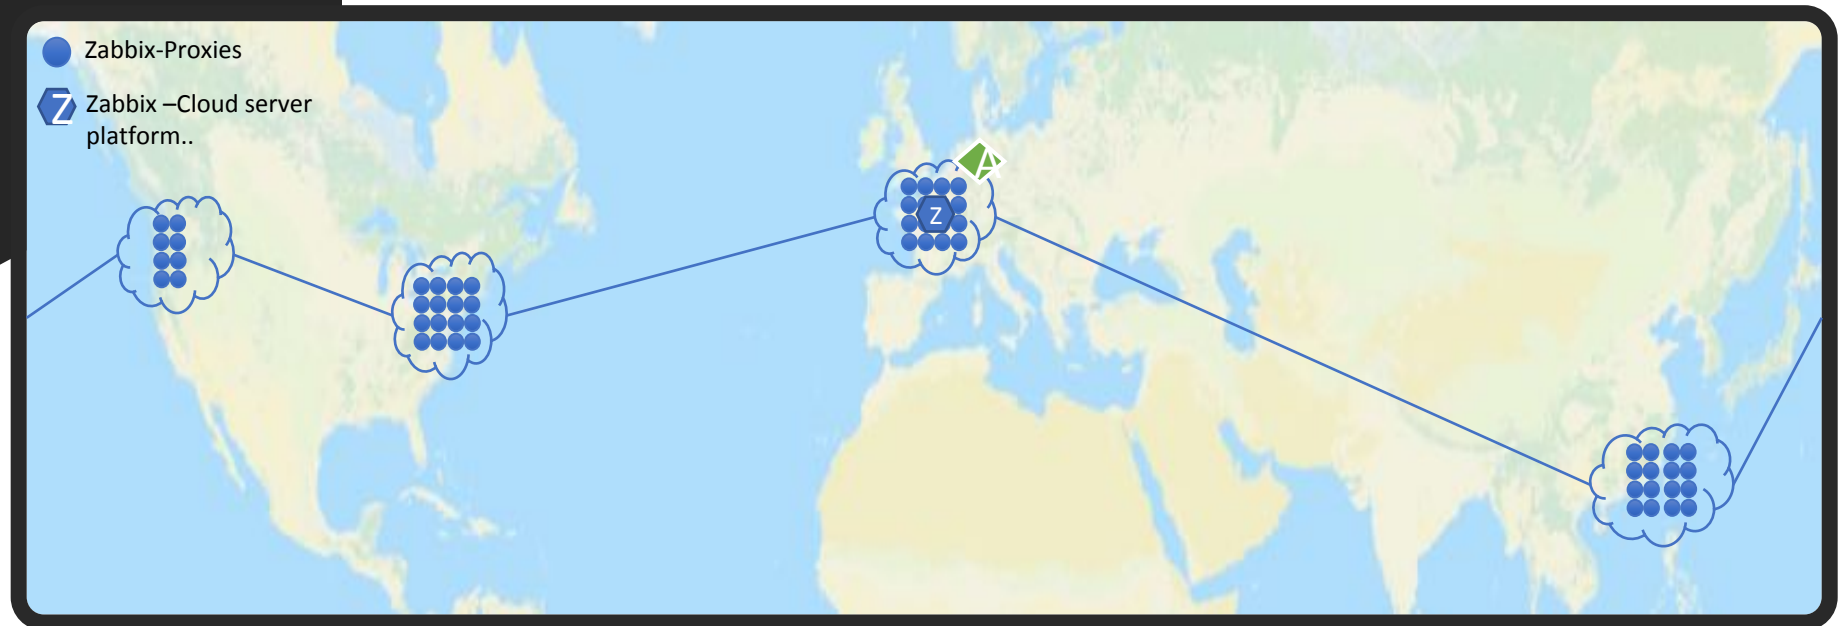 Zabbix-Proxies
Z
Zabbix –Cloud server
platform..
A
Z